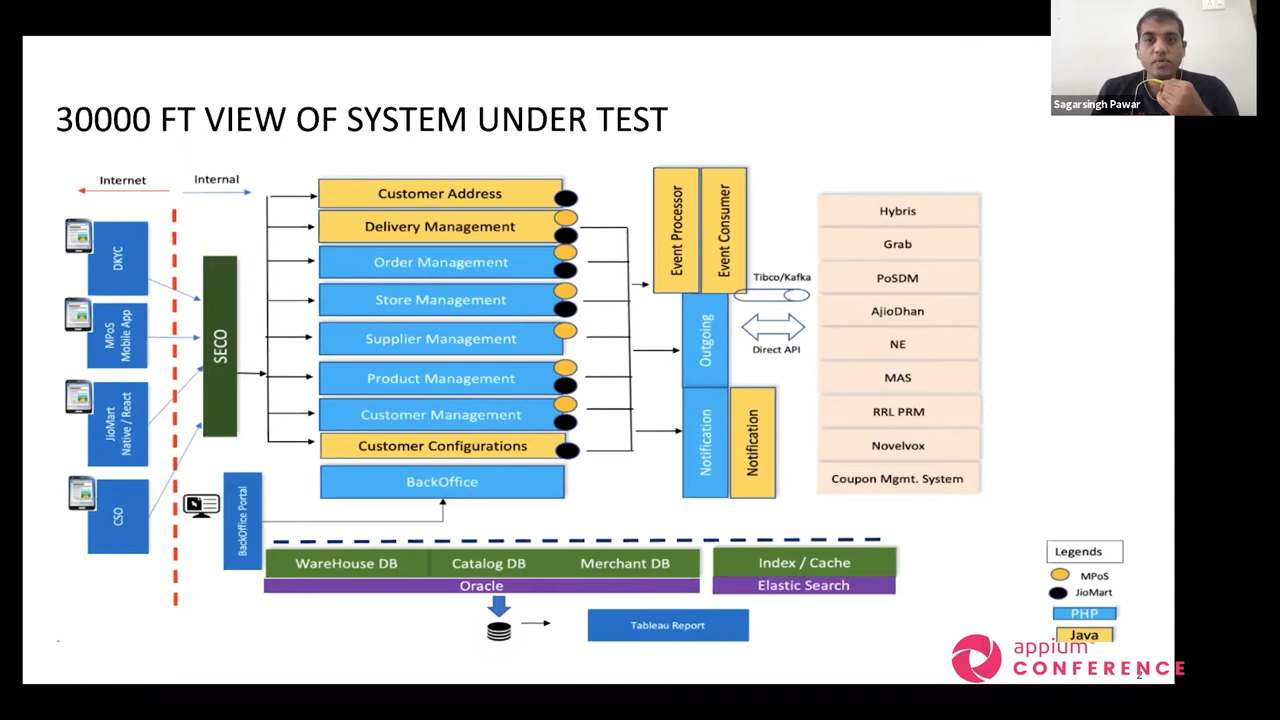 Sagarsingh Pawar
30000 FT VIEW OF SYSTEM UNDER TEST
Internet
Internal
DKYC
MPoS
Mobile App
JioMart
Native / React
CSO
SECO
BackOffice Portal
Customer Address
Delivery Management
Order Management
Store Management
Supplier Management
Product Management
Customer Management
Customer Configurations
BackOffice
Event Processor
Event Consumer
Outgoing
Notification
Notification
Tibco/Kafka
Direct API
Hybris
Grab
PoSDM
AjioDhan
NE
MAS
RRL PRM
Novelvox
Coupon Mgmt. System
WareHouse DB
Catalog DB
Merchant DB
Oracle
Index / Cache
Elastic Search
Tableau Report
Legends
MPoS
JioMart
PHP
Java
appium
CONFERENCE
2